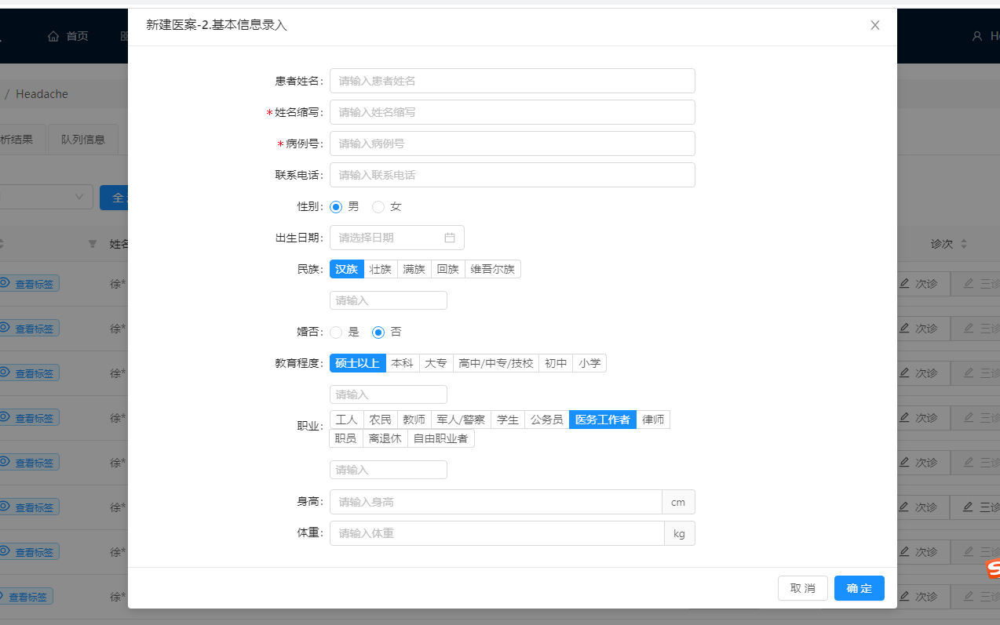 新建医案-2.基本信息录入
首页
/ Headache
析结果 队列信息
全
姓名
诊次
患者姓名: 请输入患者姓名
*姓名缩写: 请输入姓名缩写
*病例号: 请输入病例号
联系电话: 请输入联系电话
性别: 男 女
出生日期: 请选择日期
民族: 汉族 壮族 满族 回族 维吾尔族
请输入
婚否: 是 否
教育程度: 硕士以上 本科 大专 高中/中专/技校 初中 小学
请输入
职业: 工人 农民 教师 军人/警察 学生 公务员 医务工作者 律师
职员 离退休 自由职业者
请输入
身高: 请输入身高 cm
体重: 请输入体重 kg
取 消 确 定
查看标签 徐* 次诊 三诊
查看标签 徐* 次诊 三诊
查看标签 徐* 次诊 三诊
查看标签 徐* 次诊 三诊
查看标签 徐* 次诊 三诊
查看标签 徐* 次诊 三诊
查看标签 徐* 次诊 三诊
查看标签 徐* 次诊 三诊